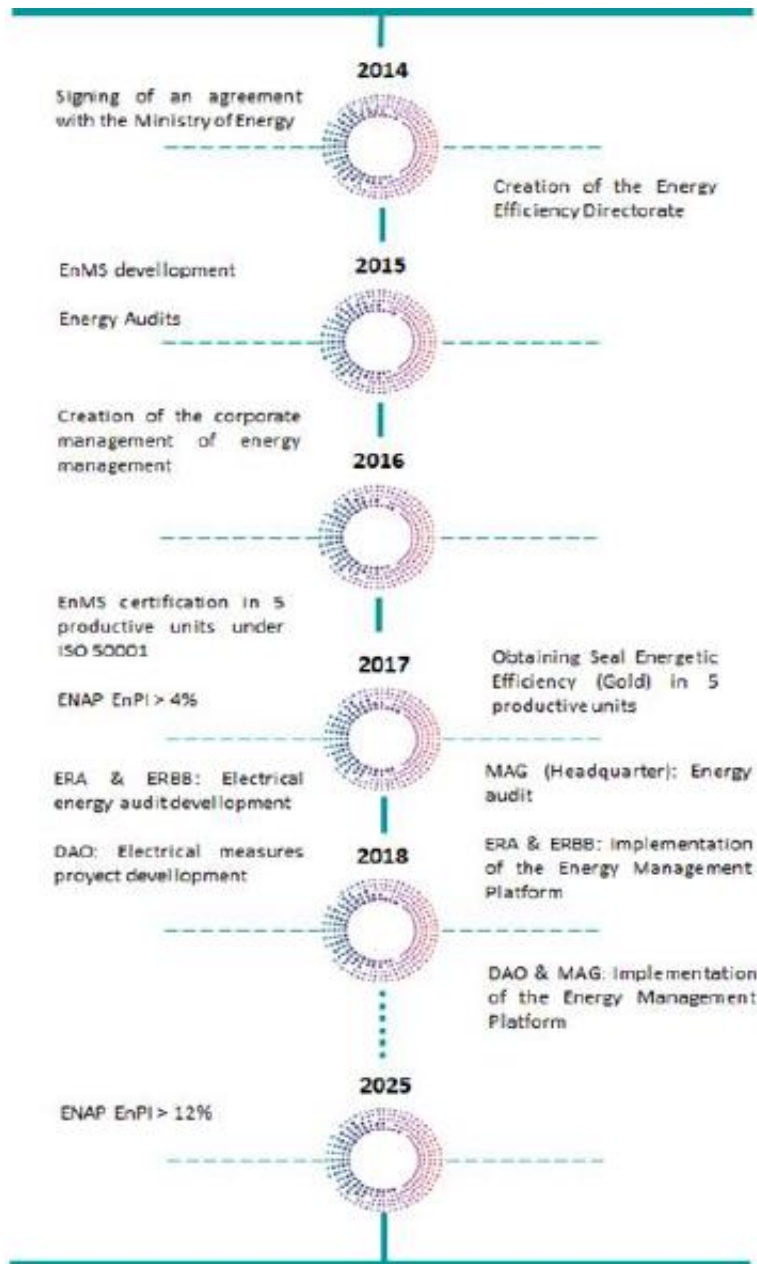 2014
Signing of an agreement
with the Ministry of Energy
Creation of the Energy
Efficiency Directorate
2015
EnMS devellopment
Energy Audits
Creation of the corporate
management of energy
management
2016
EnMS certification in 5
productive units under
ISO 50001
2017
Obtaining Seal Energetic
Efficiency (Gold) in 5
productive units
ENAP EnPI > 4%
ERA & ERBB: Electrical
energy audit development
MAG (Headquarter): Energy
audit
DAO: Electrical measures
proyect devellopment
2018
ERA & ERBB: Implementation
of the Energy Management
Platform
DAO & MAG: Implementation
of the Energy Management
Platform
2025
ENAP EnPI > 12%